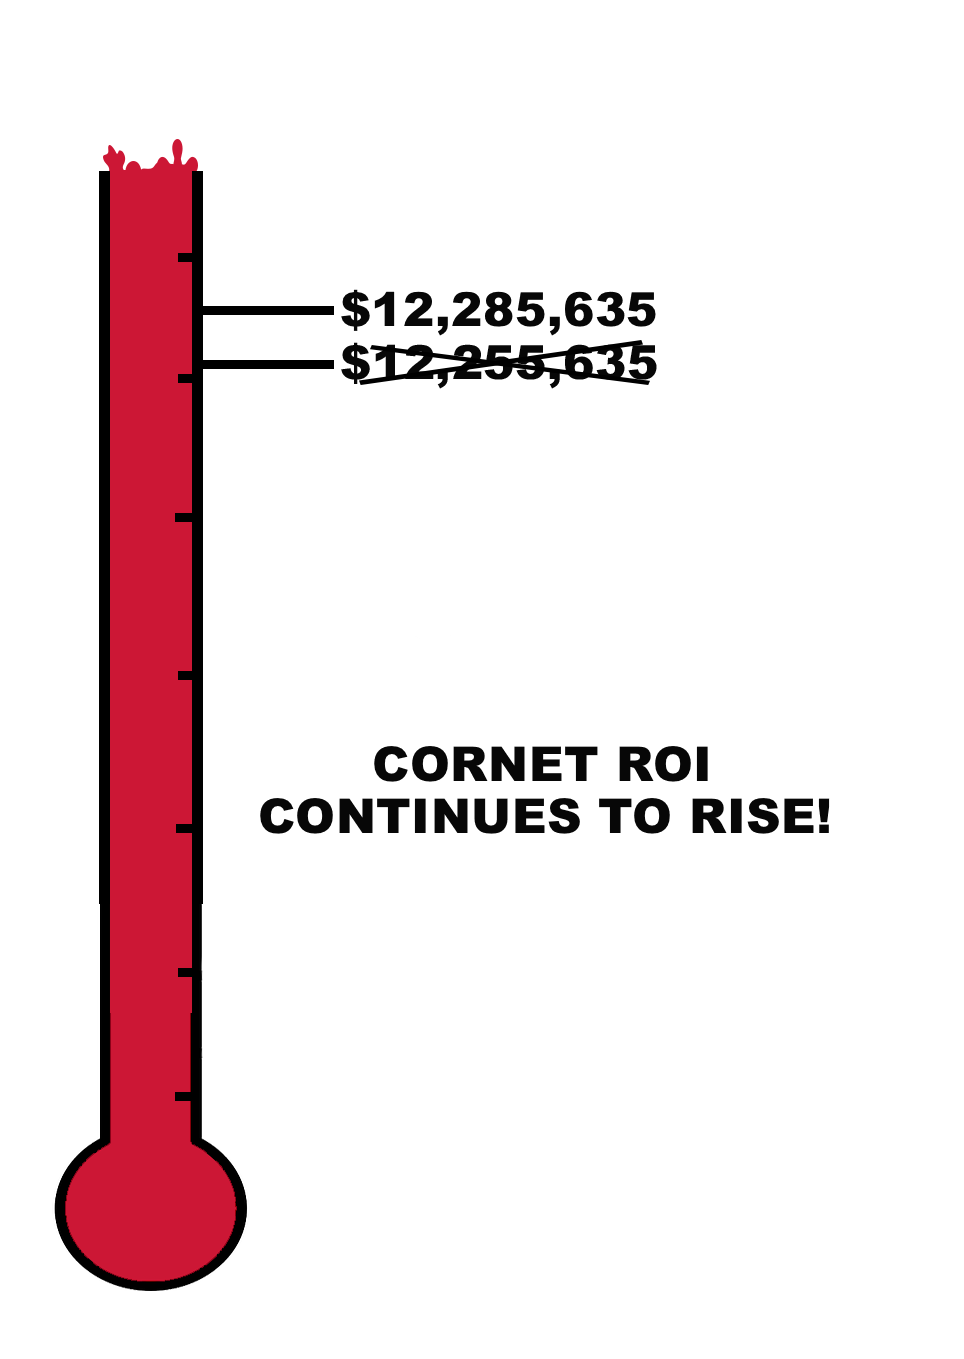 $12,285,635
$12,255,635
CORNET ROI
CONTINUES TO RISE!